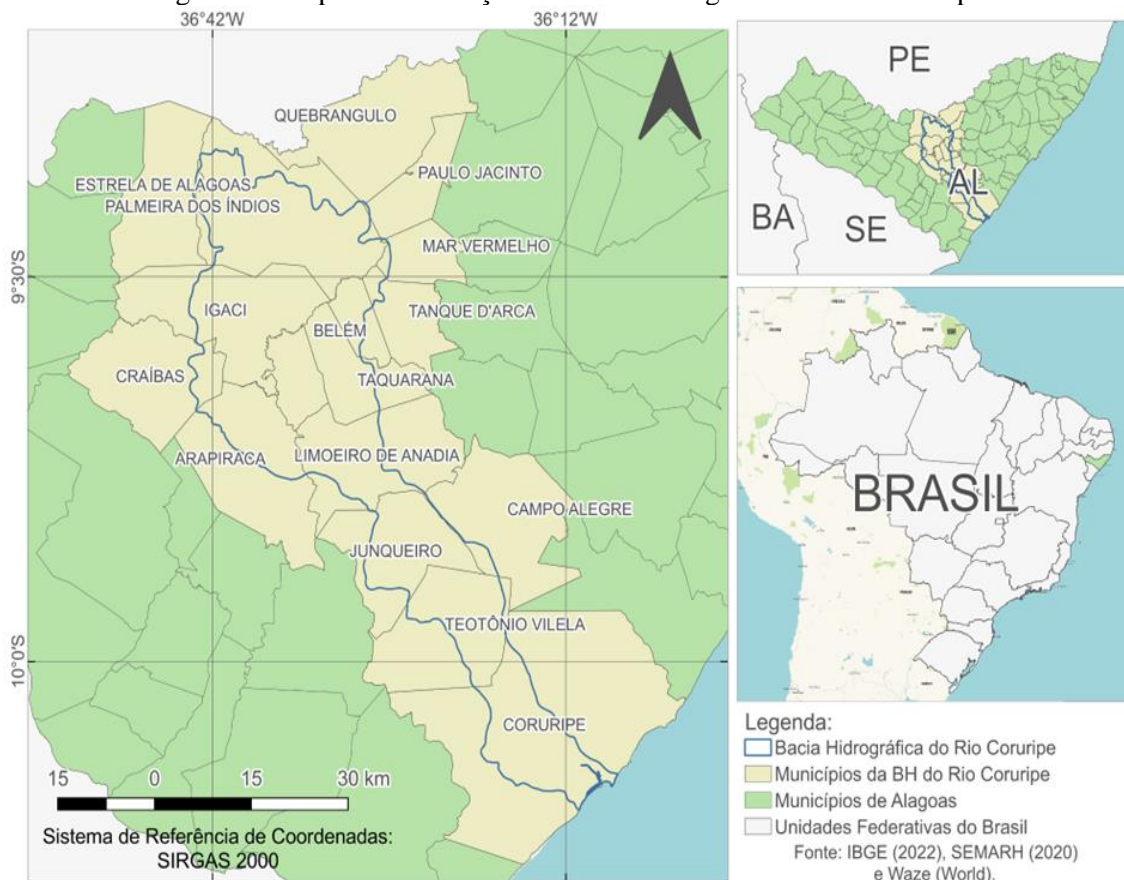 36°42'W
36°12'W
QUEBRANGULO
PAULO JACINTO
ESTRELA DE ALAGOAS
PALMEIRA DOS ÍNDIOS
MAR VERMELHO
9°30'S
IGACI
TANQUE D'ARCA
BELÉM
CRAÍBAS
TAQUARANA
ARAPIRACA
LIMOEIRO DE ANADIA
CAMPO ALEGRE
JUNQUEIRO
TEOTÔNIO VILELA
10°0'S
CORURIPE
15 0 15 30 km
Sistema de Referência de Coordenadas:
SIRGAS 2000
PE
AL
BA
SE
BRASIL
Legenda:
Bacia Hidrográfica do Rio Coruripe
Municípios da BH do Rio Coruripe
Municípios de Alagoas
Unidades Federativas do Brasil
Fonte: IBGE (2022), SEMARH (2020)
e Waze (World).